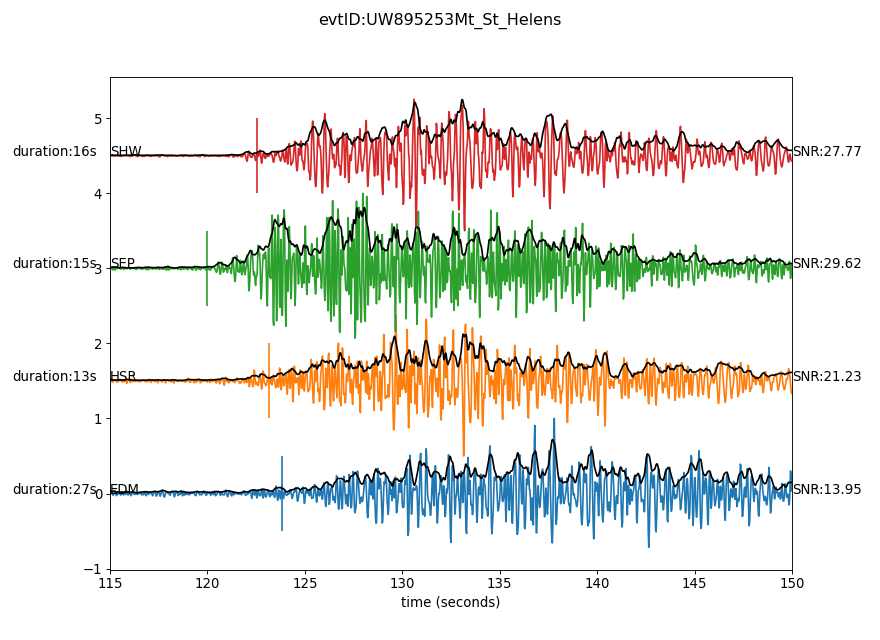 evtID:UW895253Mt_St_Helens
5
duration:16s SHW SNR:27.77
4
duration:15s 3 SEP SNR:29.62
2
duration:13s HSR SNR:21.23
1
duration:27s 0 EDM SNR:13.95
−1
115 120 125 130 135 140 145 150
time (seconds)